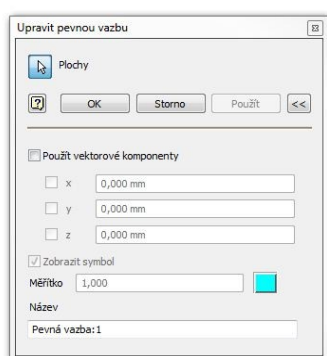 Upravit pevnou vazbu
Plochy
OK Storno Použít <<
Použít vektorové komponenty
x 0,000 mm
y 0,000 mm
z 0,000 mm
Zobrazit symbol
Měřítko 1,000
Název
Pevná vazba:1